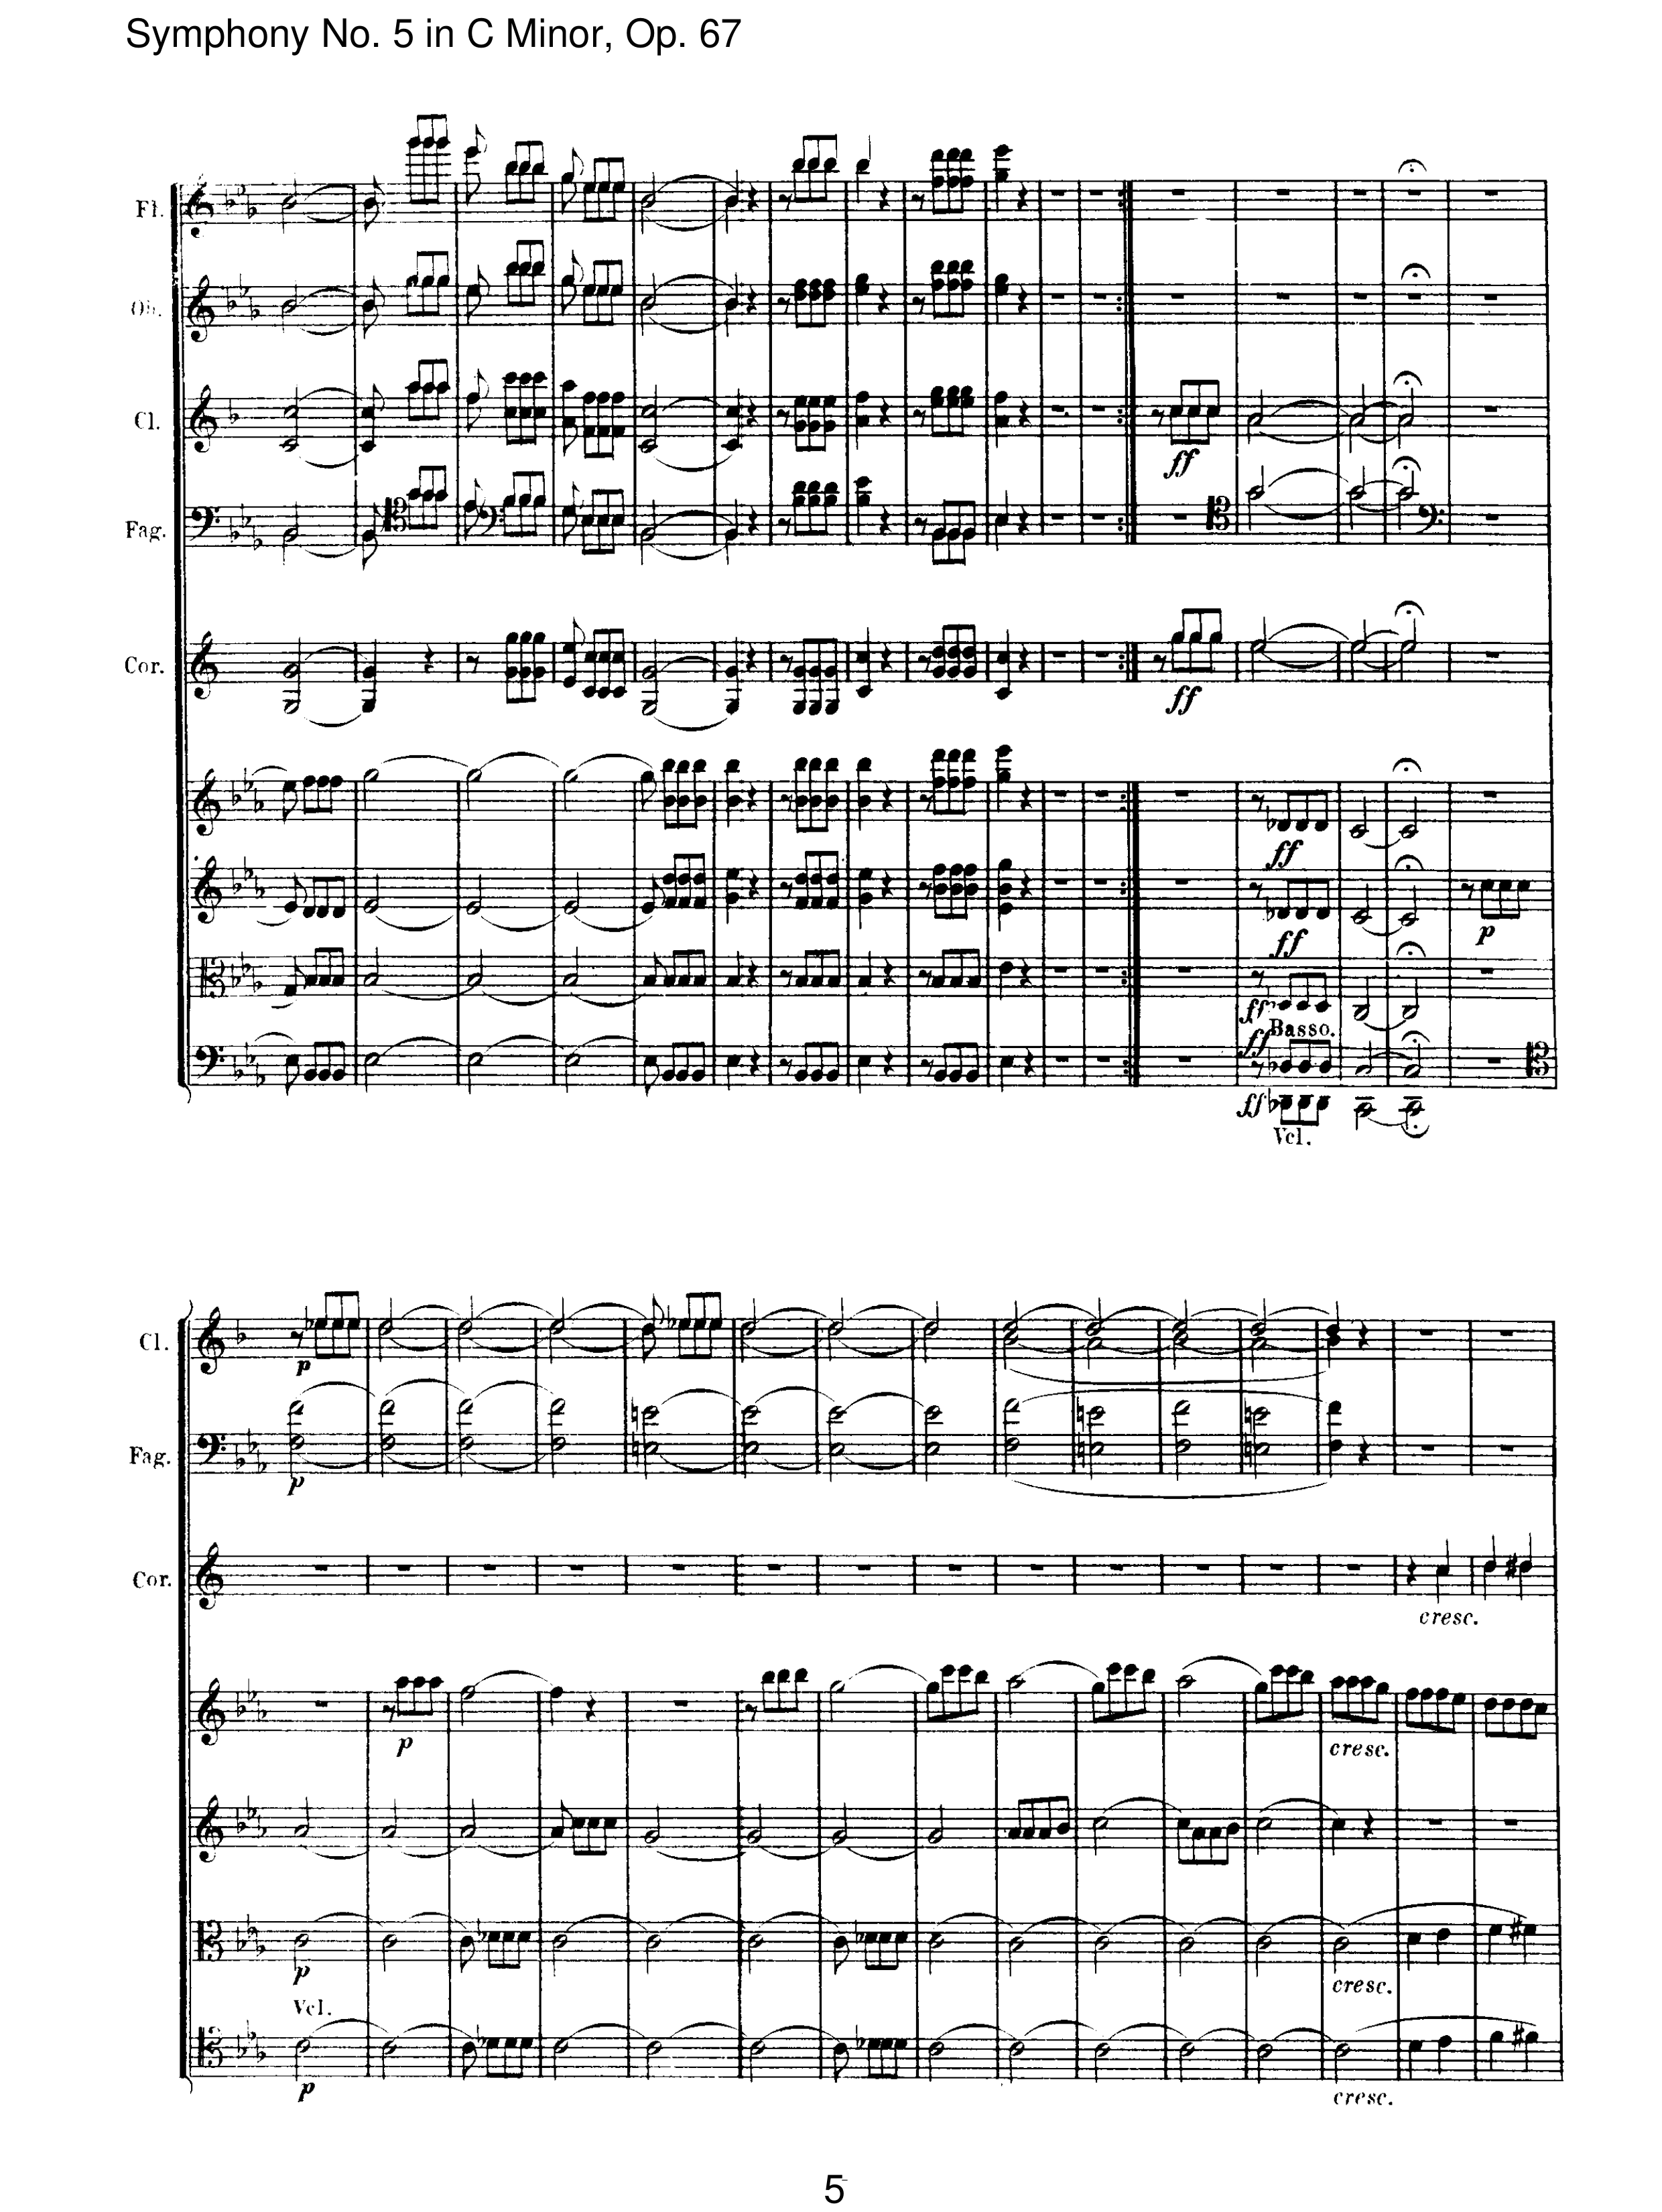 Symphony No. 5 in C Minor, Op. 67
Fl.
Ob.
Cl.
ff
Fag.
Cor.
ff
ff
ff
p
ff
Basso.
ff
ff
Vcl.
Cl.
p
Fag.
p
Cor.
cresc.
p
cresc.
p
cresc.
Vcl.
p
cresc.
5